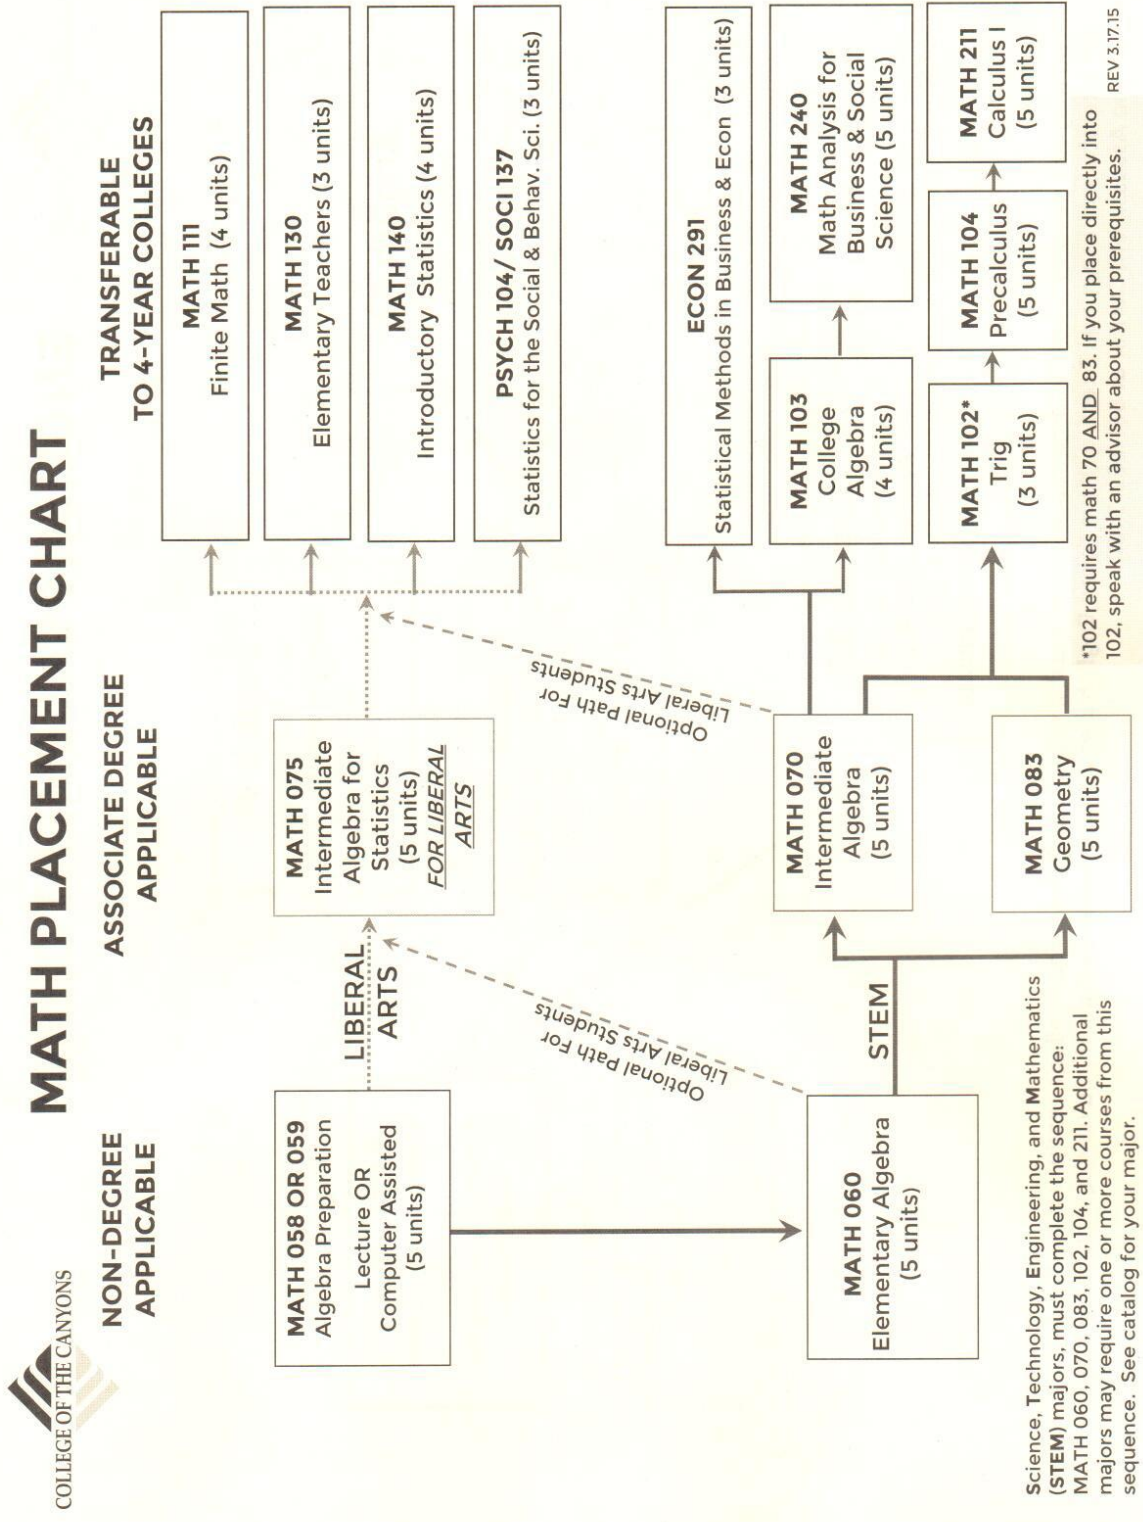 COLLEGE OF THE CANYONS
MATH PLACEMENT CHART
NON-DEGREE
APPLICABLE
ASSOCIATE DEGREE
APPLICABLE
TRANSFERABLE
TO 4-YEAR COLLEGES
MATH 058 OR 059
Algebra Preparation
Lecture OR
Computer Assisted
(5 units)
LIBERAL
ARTS
MATH 075
Intermediate
Algebra for
Statistics
(5 units)
FOR LIBERAL
ARTS
MATH 111
Finite Math (4 units)
MATH 130
Elementary Teachers (3 units)
MATH 140
Introductory Statistics (4 units)
PSYCH 104/ SOCI 137
Statistics for the Social & Behav. Sci. (3 units)
Optional Path For
Liberal Arts Students
Optional Path For
Liberal Arts Students
MATH 060
Elementary Algebra
(5 units)
STEM
MATH 070
Intermediate
Algebra
(5 units)
MATH 083
Geometry
(5 units)
ECON 291
Statistical Methods in Business & Econ (3 units)
MATH 103
College
Algebra
(4 units)
MATH 240
Math Analysis for
Business & Social
Science (5 units)
MATH 102*
Trig
(3 units)
MATH 104
Precalculus
(5 units)
MATH 211
Calculus I
(5 units)
Science, Technology, Engineering, and Mathematics
(STEM) majors, must complete the sequence:
MATH 060, 070, 083, 102, 104, and 211. Additional
majors may require one or more courses from this
sequence. See catalog for your major.
*102 requires math 70 AND 83. If you place directly into
102, speak with an advisor about your prerequisites.
REV 3.17.15